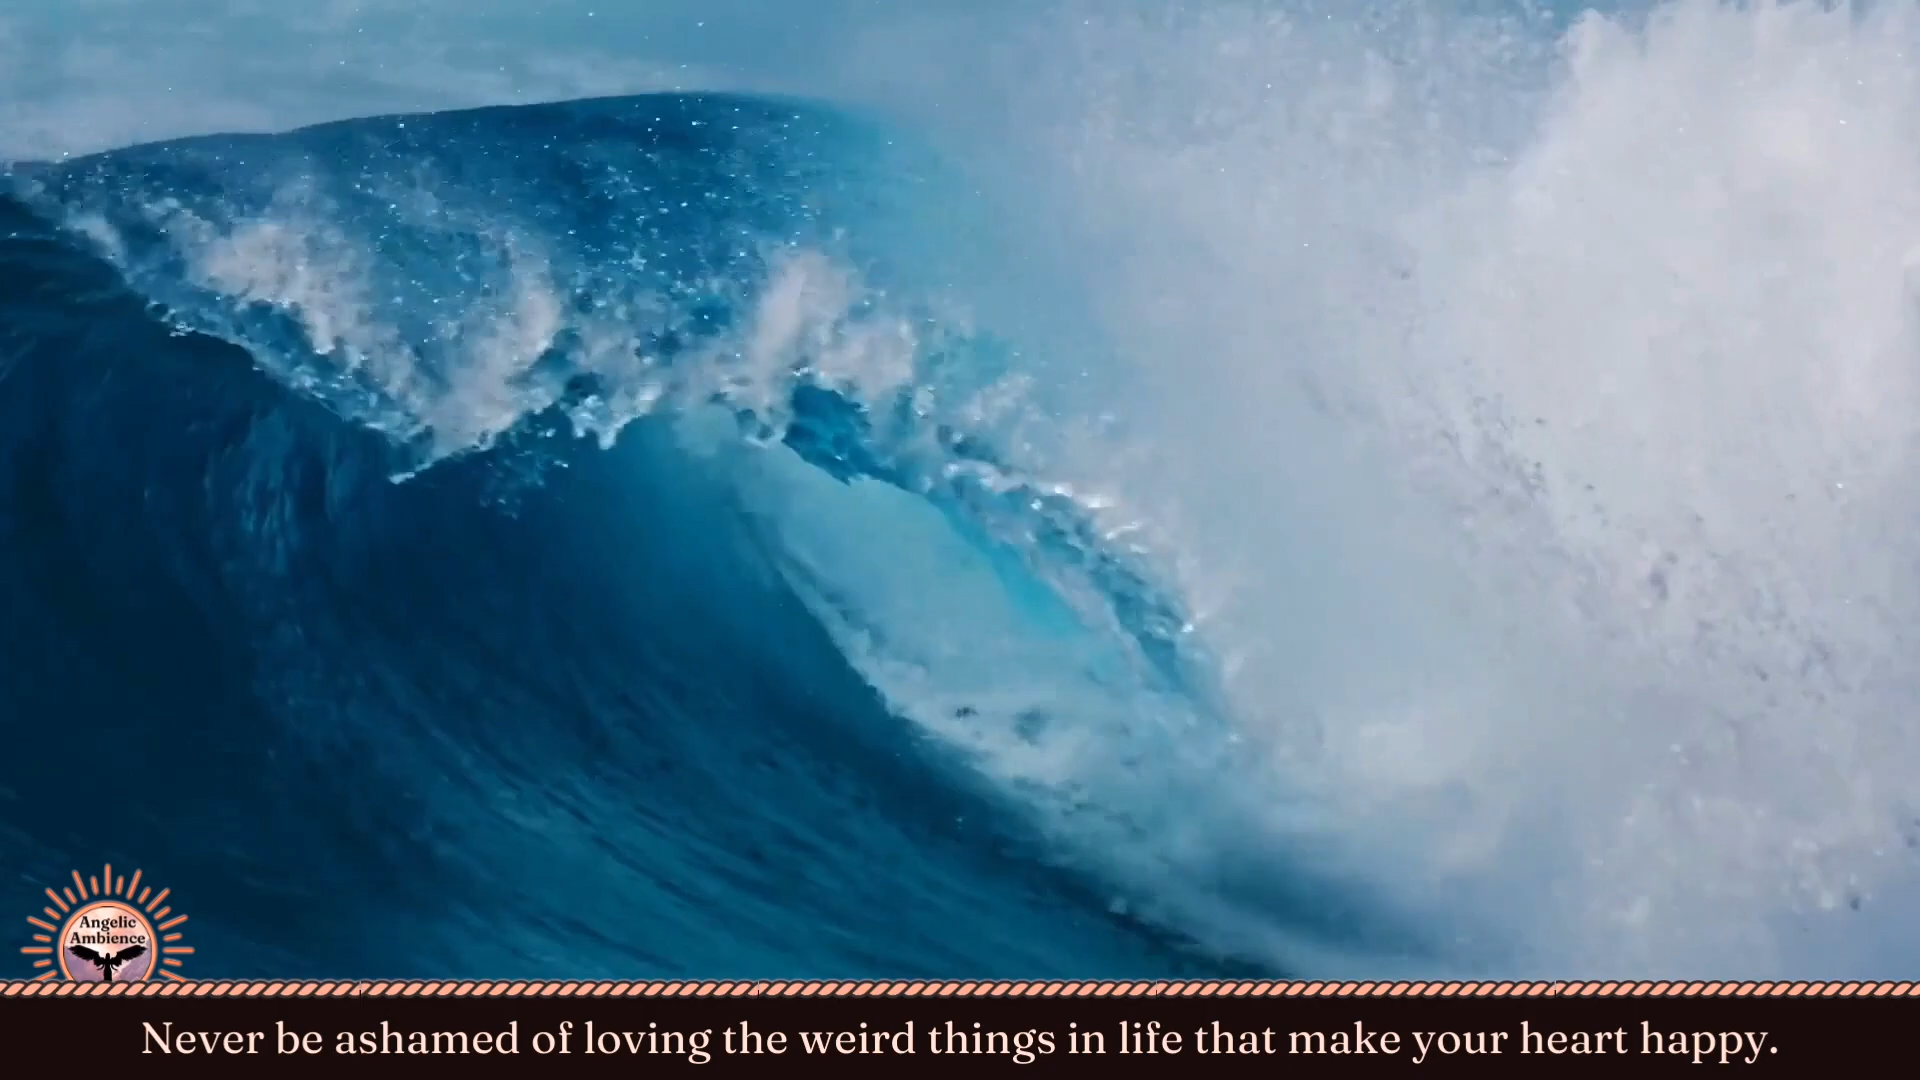 Angelic
Ambience
Never be ashamed of loving the weird things in life that make your heart happy.